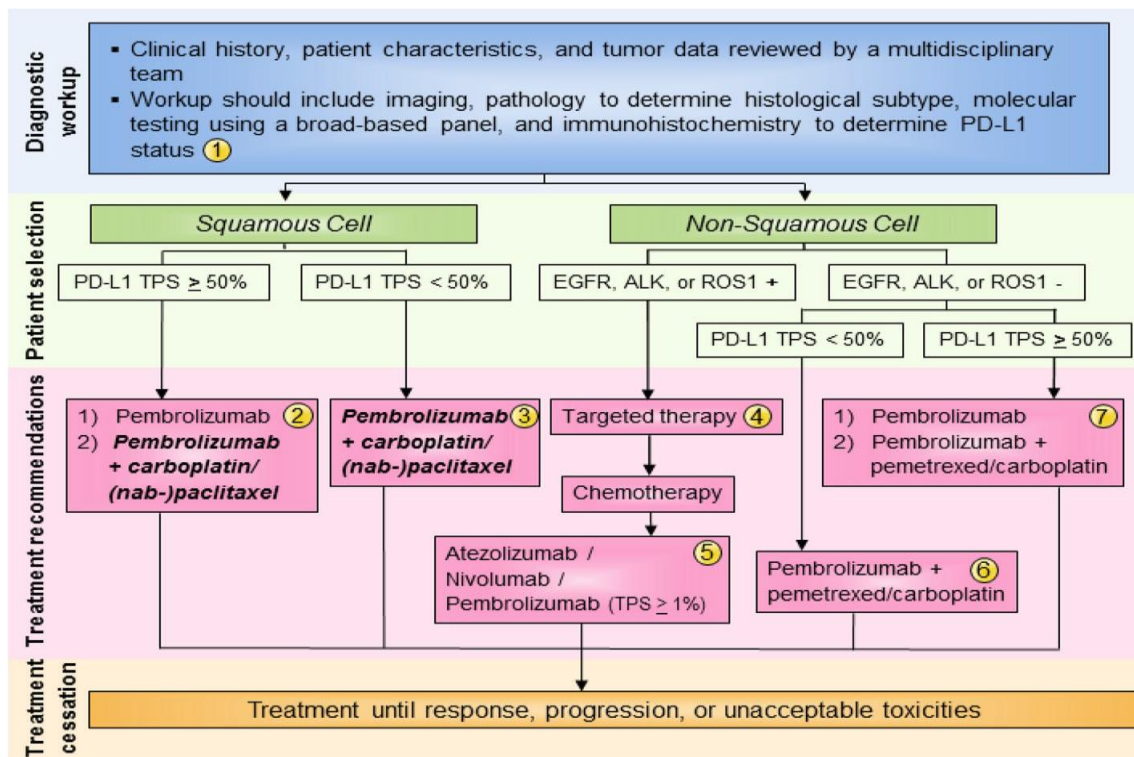 Diagnostic
workup
▪ Clinical history, patient characteristics, and tumor data reviewed by a multidisciplinary
team
▪ Workup should include imaging, pathology to determine histological subtype, molecular
testing using a broad-based panel, and immunohistochemistry to determine PD-L1
status 1
Patient selection
Squamous Cell
Non-Squamous Cell
PD-L1 TPS ≥ 50%
PD-L1 TPS < 50%
EGFR, ALK, or ROS1 +
EGFR, ALK, or ROS1 -
PD-L1 TPS < 50%
PD-L1 TPS ≥ 50%
Treatment recommendations
1) Pembrolizumab 2
2) Pembrolizumab
+ carboplatin/
(nab-)paclitaxel
Pembrolizumab 3
+ carboplatin/
(nab-)paclitaxel
Targeted therapy 4
Chemotherapy
Atezolizumab / 5
Nivolumab /
Pembrolizumab (TPS ≥ 1%)
Pembrolizumab + 6
pemetrexed/carboplatin
1) Pembrolizumab 7
2) Pembrolizumab +
pemetrexed/carboplatin
Treatment
cessation
Treatment until response, progression, or unacceptable toxicities